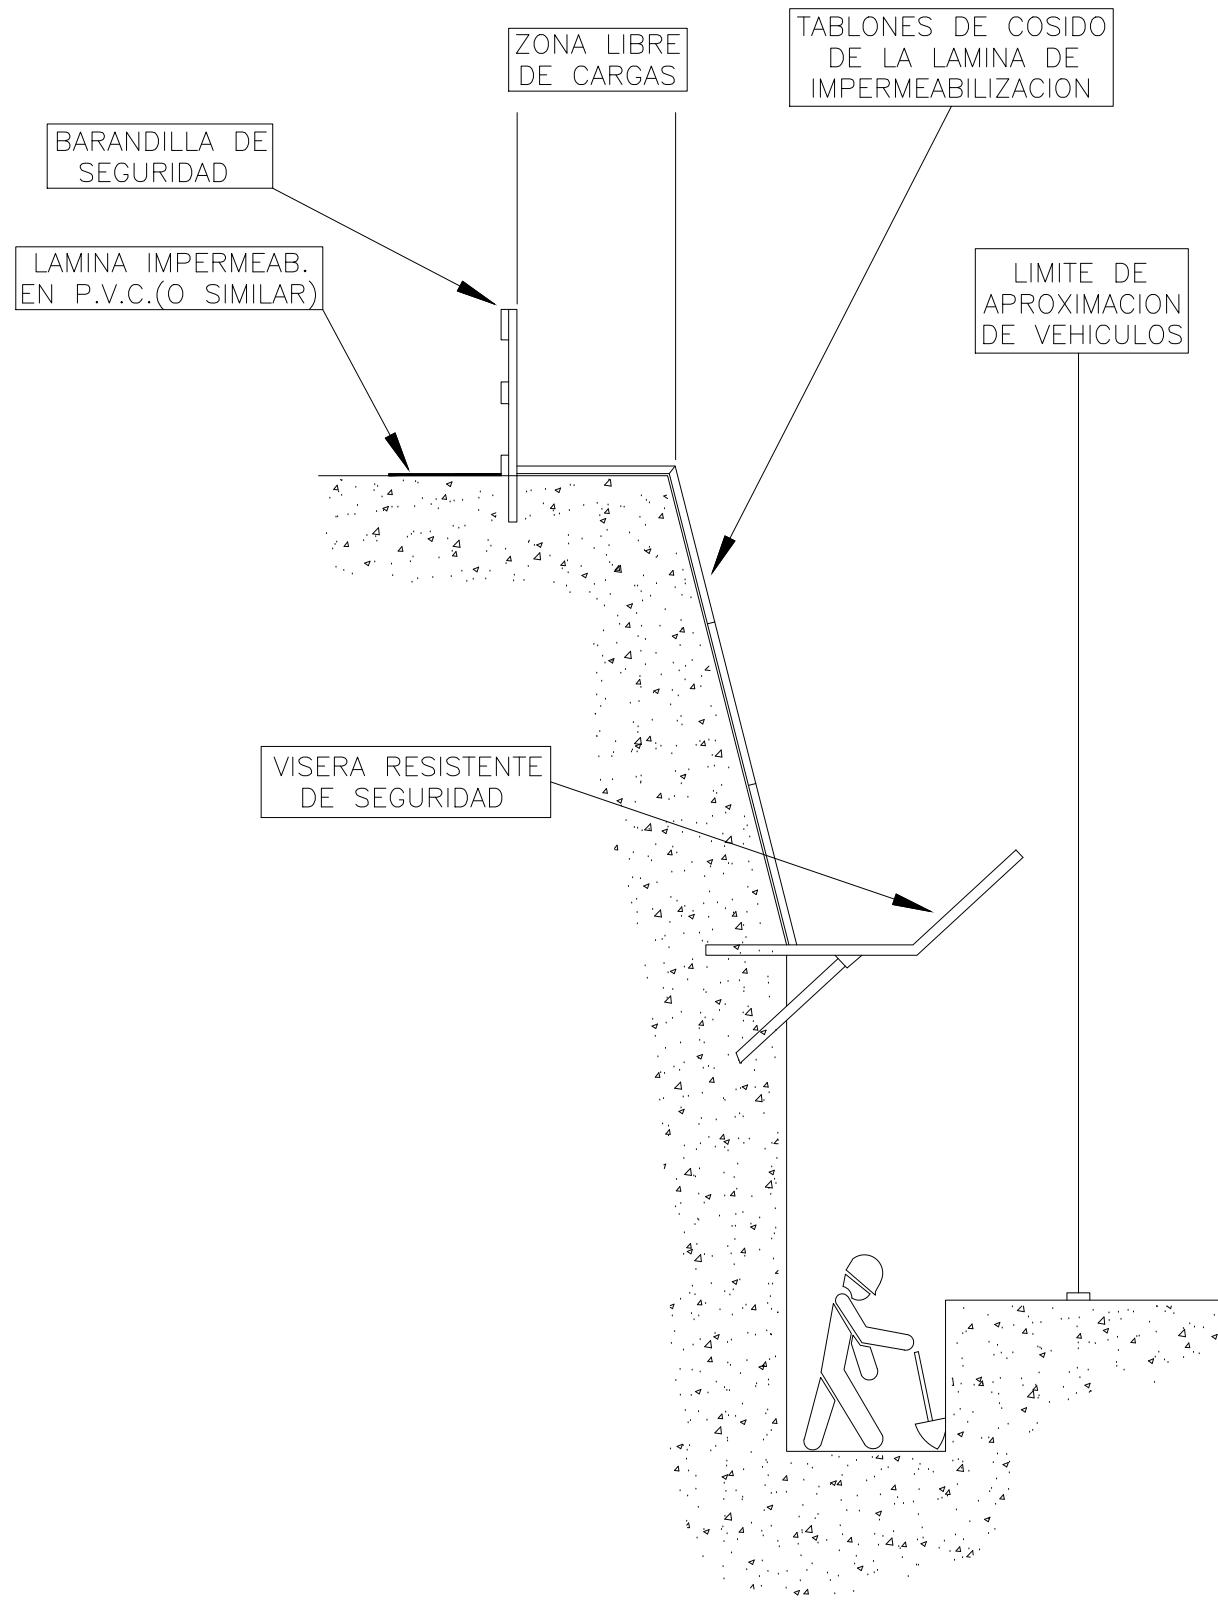 ZONA LIBRE
DE CARGAS
TABLONES DE COSIDO
DE LA LAMINA DE
IMPERMEABILIZACION
BARANDILLA DE
SEGURIDAD
LAMINA IMPERMEAB.
EN P.V.C.(O SIMILAR)
LIMITE DE
APROXIMACION
DE VEHICULOS
VISERA RESISTENTE
DE SEGURIDAD